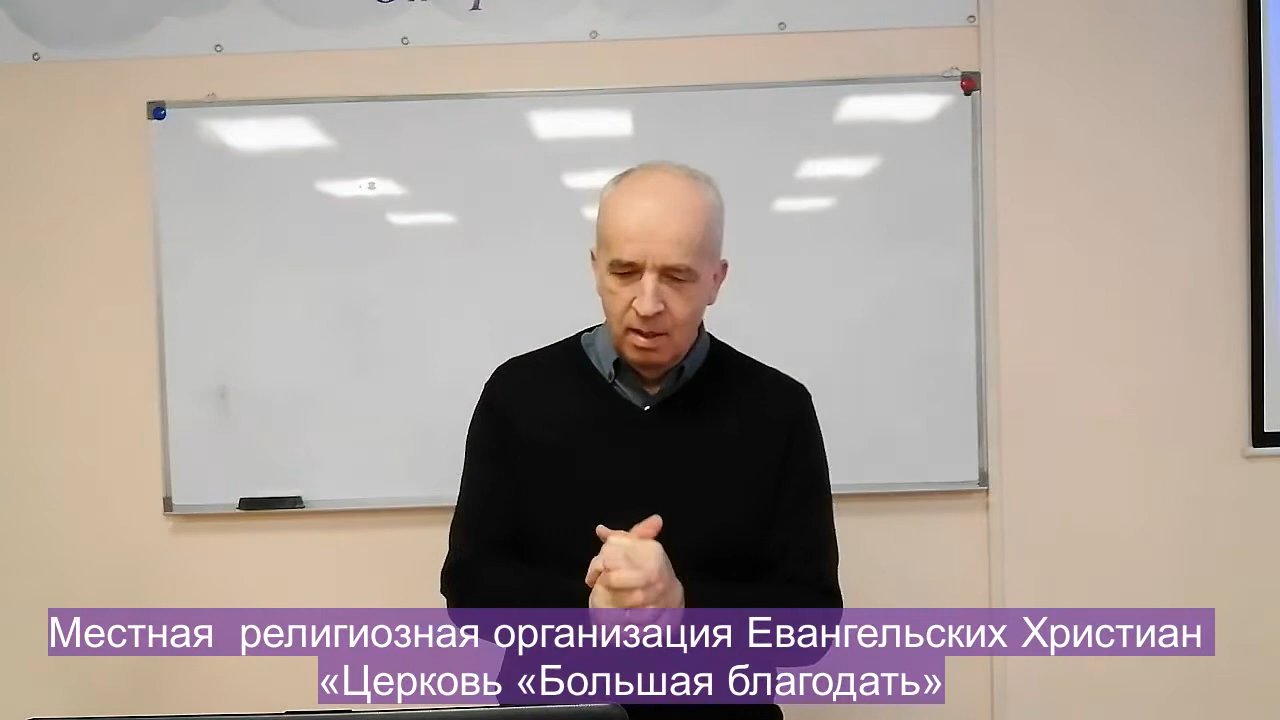 Местная  религиозная организация Евангельских Христиан
«Церковь «Большая благодать»